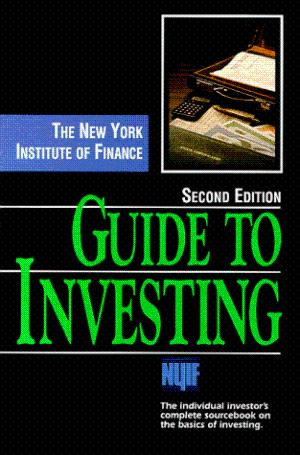 THE NEW YORK
INSTITUTE OF FINANCE
SECOND EDITION
GUIDE TO
INVESTING
NYIF
The individual investor's
complete sourcebook on
the basics of investing.